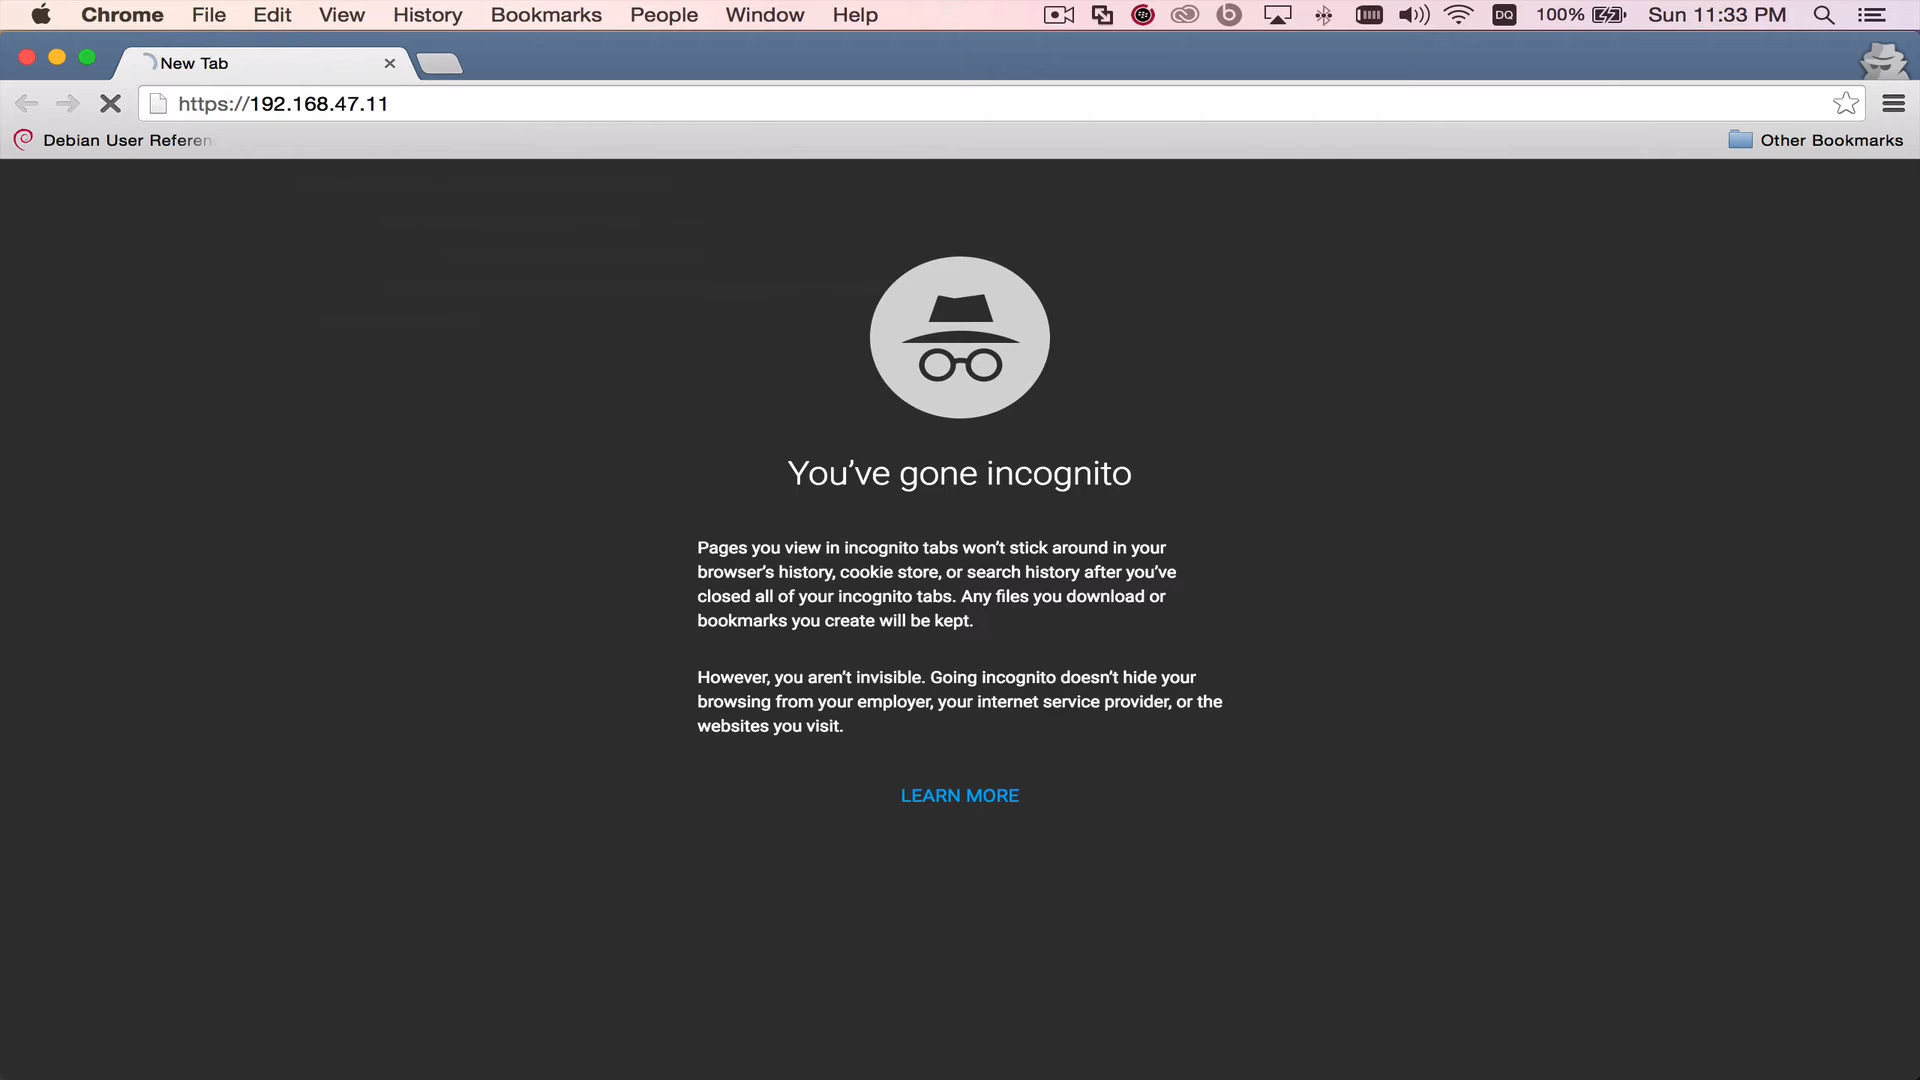 Chrome File Edit View History Bookmarks People Window Help DQ 100% Sun 11:33 PM
New Tab
https://192.168.47.11
Debian User Referen Other Bookmarks
You’ve gone incognito
Pages you view in incognito tabs won’t stick around in your
browser’s history, cookie store, or search history after you’ve
closed all of your incognito tabs. Any files you download or
bookmarks you create will be kept.
However, you aren’t invisible. Going incognito doesn’t hide your
browsing from your employer, your internet service provider, or the
websites you visit.
LEARN MORE